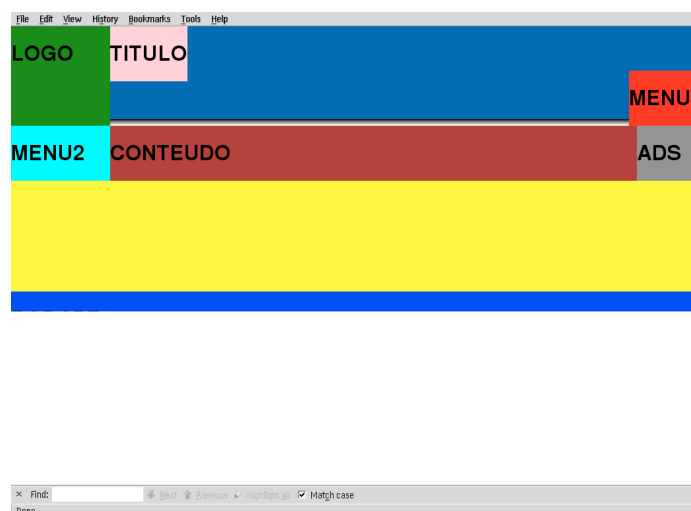 File Edit View History Bookmarks Tools Help
LOGO TITULO
MENU
MENU2 CONTEUDO ADS
× Find: Next Previous Highlight all Match case
Done